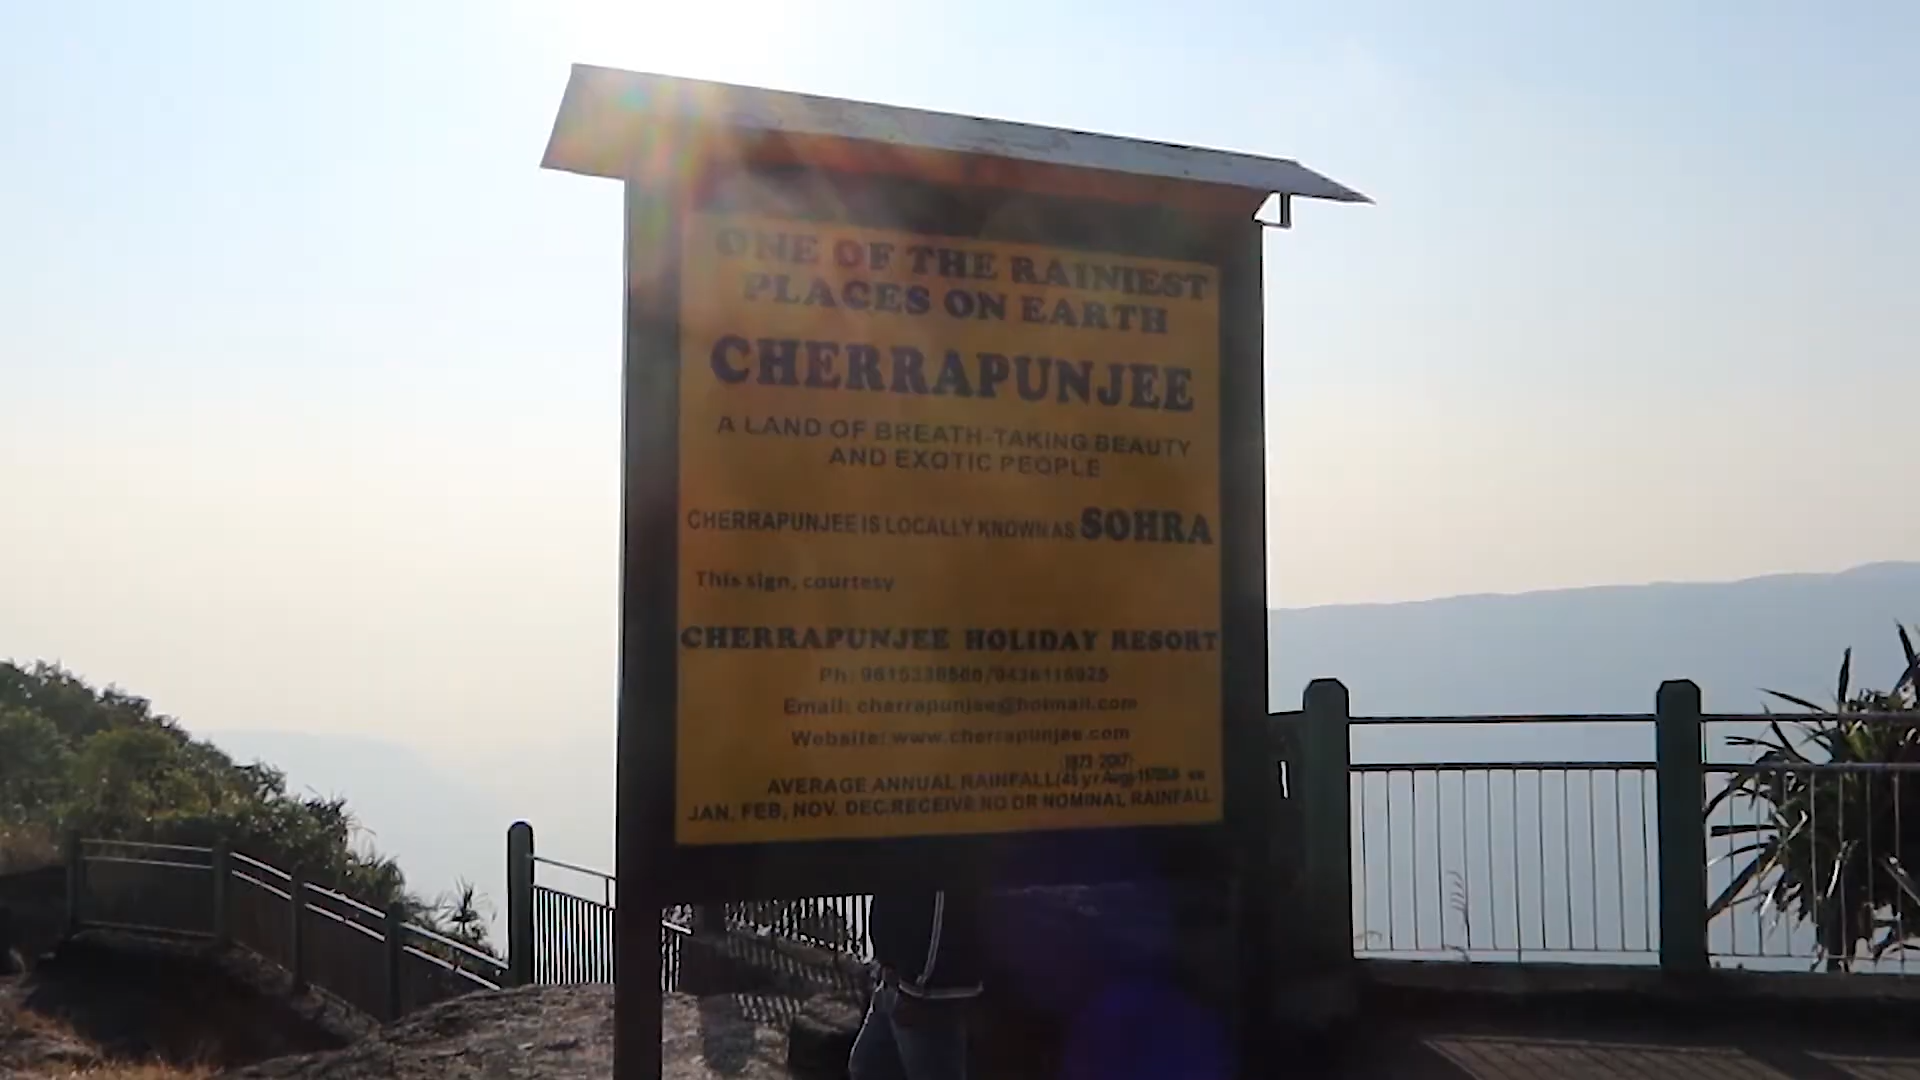 ONE OF THE RAINIEST
PLACES ON EARTH
CHERRAPUNJEE
A LAND OF BREATH-TAKING BEAUTY
AND EXOTIC PEOPLE
CHERRAPUNJEE IS LOCALLY KNOWN AS SOHRA
This sign, courtesy
CHERRAPUNJEE HOLIDAY RESORT
Ph:
Email: cherrapunjee@hotmail.com
Website: www.cherrapunjee.com
AVERAGE ANNUAL RAINFALL
JAN, FEB, NOV. DEC.RECEIVE NO OR NOMINAL RAINFALL